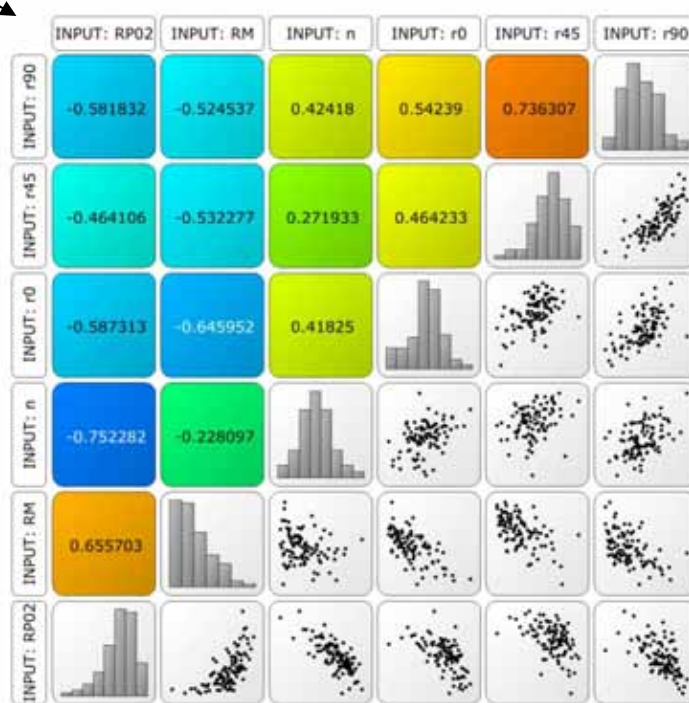 INPUT: RP02 INPUT: RM INPUT: n INPUT: r0 INPUT: r45 INPUT: r90
INPUT: r90 -0.581832 -0.524537 0.42418 0.54239 0.736307
INPUT: r45 -0.464106 -0.532277 0.271933 0.464233
INPUT: r0 -0.587313 -0.645952 0.41825
INPUT: n -0.752282 -0.228097
INPUT: RM 0.655703
INPUT: RP02